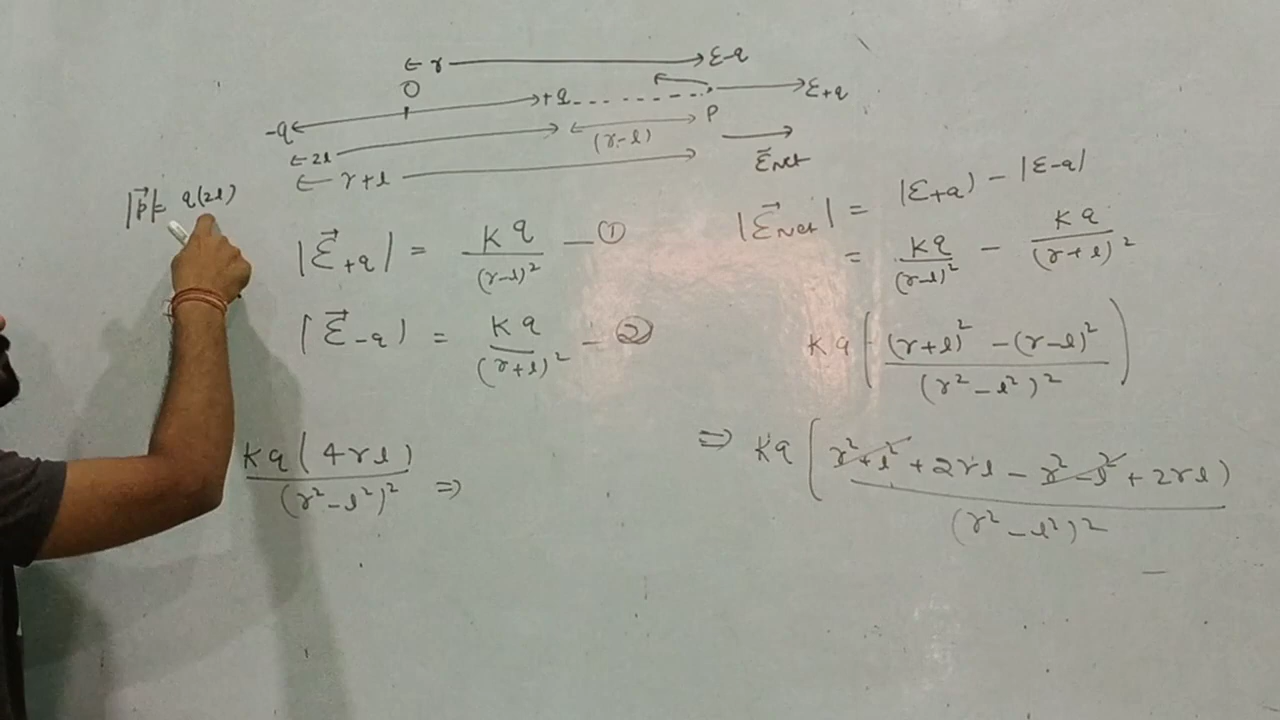 ← r → E-q
O
-q +q P E+q
2l (r-l) E⃗Net
r+l
|p⃗| = q(2l)
|E⃗+q| = Kq/(r-l)² — ①
|E⃗-q| = Kq/(r+l)² - ②
|E⃗Net| = |E+q) - |E-q|
= Kq/(r-l)² - Kq/(r+l)²
Kq ( (r+l)² - (r-l)² / (r² - l²)² )
⇒ Kq ( r² + l² + 2rl - r² - l² + 2rl ) / (r² - l²)²
Kq(4rl) / (r² - l²)² ⇒